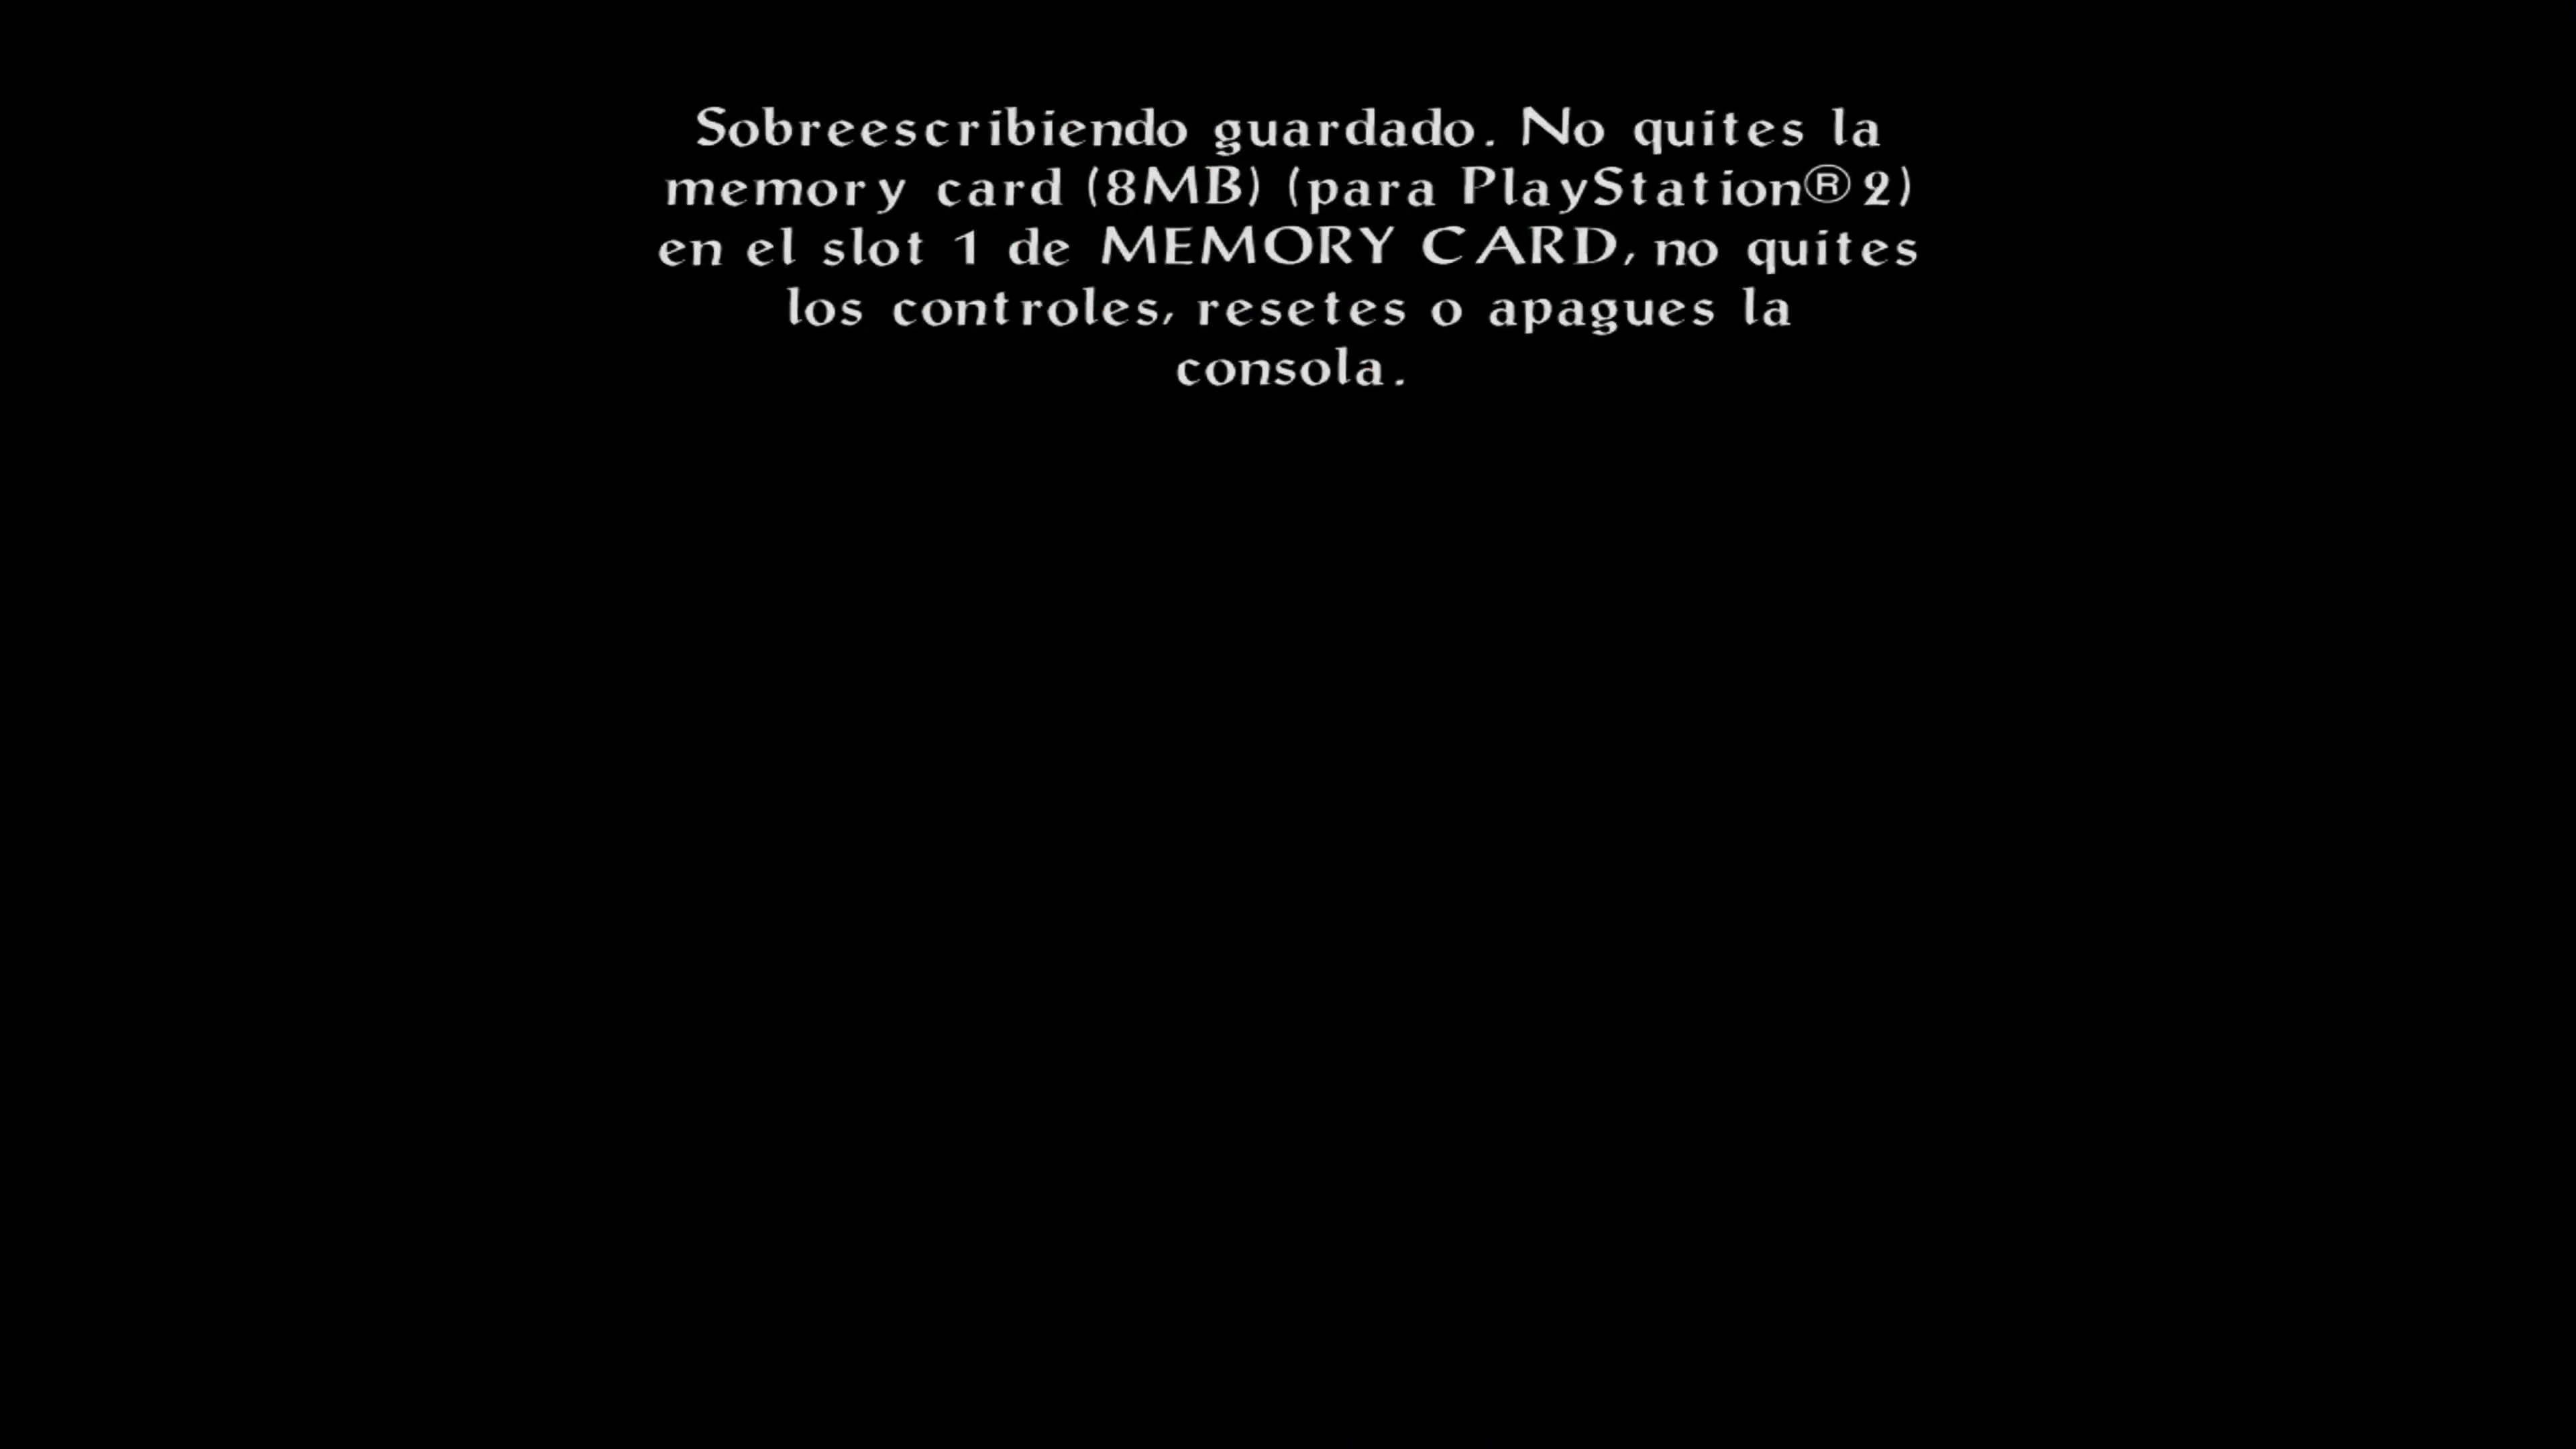 Sobreescribiendo guardado. No quites la
memory card (8MB) (para PlayStation®2)
en el slot 1 de MEMORY CARD, no quites
los controles, resetes o apagues la
consola.